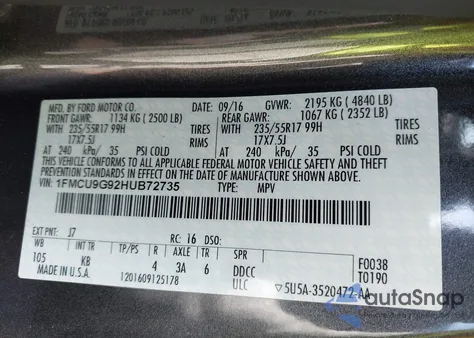 MFD. BY FORD MOTOR CO.
09/16 GVWR: 2195 KG ( 4840 LB)
FRONT GAWR: 1134 KG ( 2500 LB) REAR GAWR: 1067 KG ( 2352 LB)
WITH WITH
235/55R17 99H TIRES 235/55R17 99H TIRES
17X7.5J RIMS 17X7.5J RIMS
AT 240 kPa/ 35 PSI COLD AT 240 kPa/ 35 PSI COLD
THIS VEHICLE CONFORMS TO ALL APPLICABLE FEDERAL MOTOR VEHICLE SAFETY BUMPER, AND
THEFT PREVENTION STANDARDS IN EFFECT ON THE DATE OF MANUFACTURE SHOWN ABOVE.
VIN: 1FMCU9G92HUB72735
TYPE: MPV
EXT PNT: J7 RC: 16 DSO: F0038
WB INT TR TP/PS R AXLE TR SPR T0190
105 KB 4 3A 6 DDCC
MADE IN U.S.A. ULC
1201609125178
5U5A-3520472-AA
autoSnap